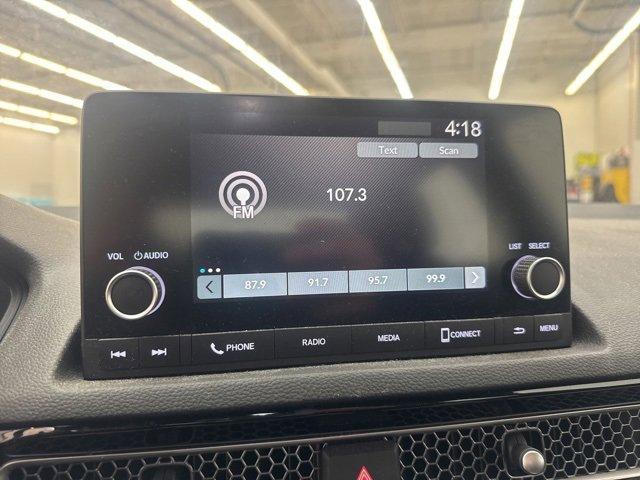 4:18
Text Scan
FM
107.3
LIST SELECT
VOL AUDIO
87.9 91.7 95.7 99.9
PHONE RADIO MEDIA CONNECT MENU